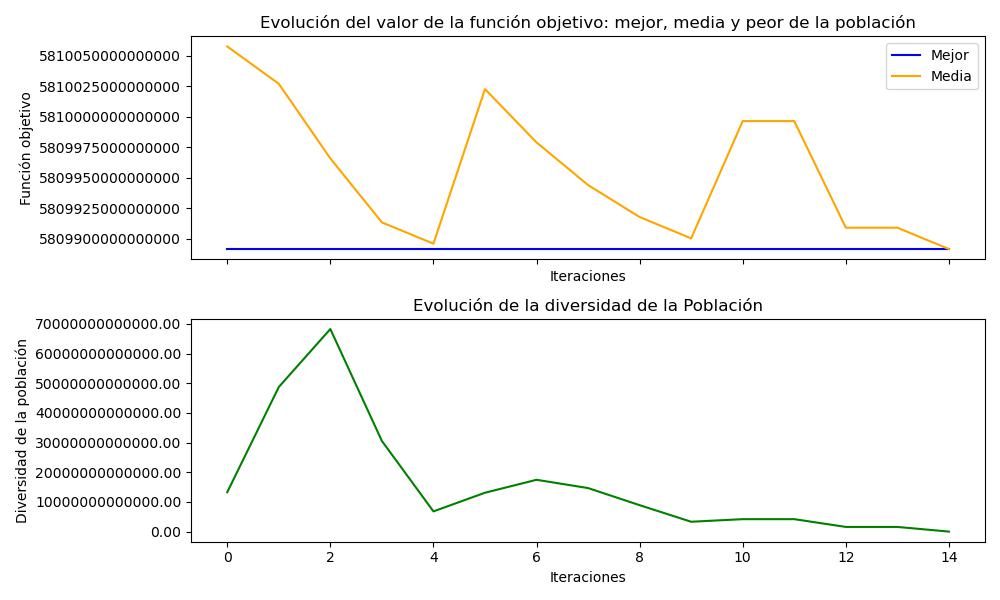 Evolución del valor de la función objetivo: mejor, media y peor de la población
Función objetivo
5810050000000000
5810025000000000
5810000000000000
5809975000000000
5809950000000000
5809925000000000
5809900000000000
Mejor
Media
Iteraciones
Evolución de la diversidad de la Población
Diversidad de la población
70000000000000.00
60000000000000.00
50000000000000.00
40000000000000.00
30000000000000.00
20000000000000.00
10000000000000.00
0.00
0 2 4 6 8 10 12 14
Iteraciones